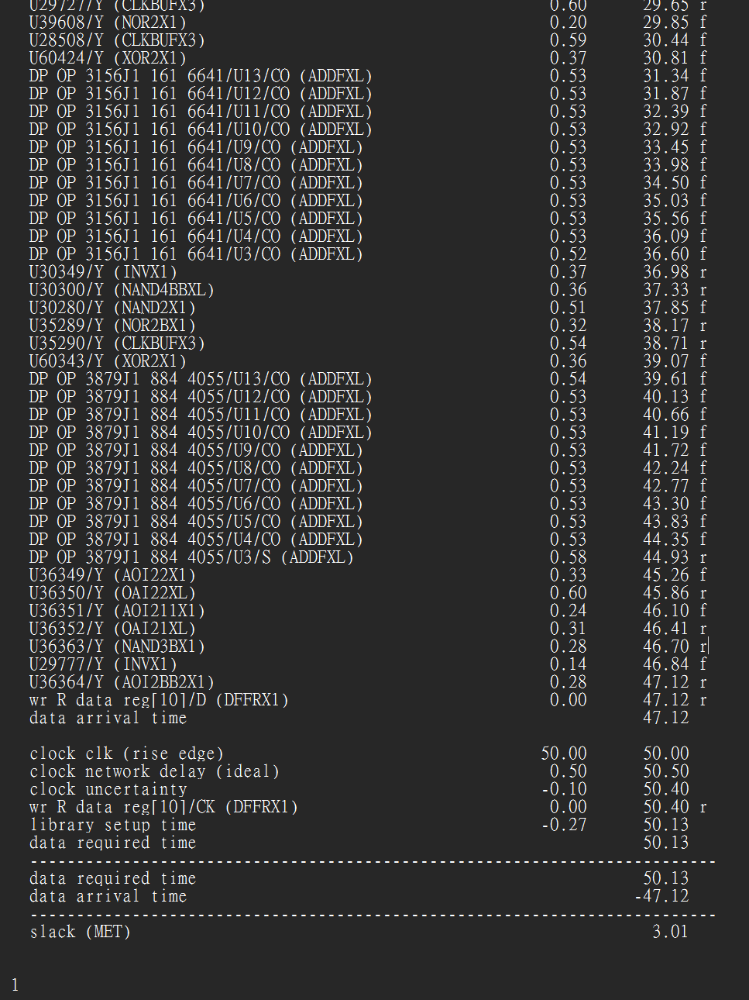 U29727/Y (CLKBUFX3) 0.60 29.65 r
U39608/Y (NOR2X1) 0.20 29.85 f
U28508/Y (CLKBUFX3) 0.59 30.44 f
U60424/Y (XOR2X1) 0.37 30.81 f
DP OP 3156J1 161 6641/U13/CO (ADDFXL) 0.53 31.34 f
DP OP 3156J1 161 6641/U12/CO (ADDFXL) 0.53 31.87 f
DP OP 3156J1 161 6641/U11/CO (ADDFXL) 0.53 32.39 f
DP OP 3156J1 161 6641/U10/CO (ADDFXL) 0.53 32.92 f
DP OP 3156J1 161 6641/U9/CO (ADDFXL) 0.53 33.45 f
DP OP 3156J1 161 6641/U8/CO (ADDFXL) 0.53 33.98 f
DP OP 3156J1 161 6641/U7/CO (ADDFXL) 0.53 34.50 f
DP OP 3156J1 161 6641/U6/CO (ADDFXL) 0.53 35.03 f
DP OP 3156J1 161 6641/U5/CO (ADDFXL) 0.53 35.56 f
DP OP 3156J1 161 6641/U4/CO (ADDFXL) 0.53 36.09 f
DP OP 3156J1 161 6641/U3/CO (ADDFXL) 0.52 36.60 f
U30349/Y (INVX1) 0.37 36.98 r
U30300/Y (NAND4BBXL) 0.36 37.33 r
U30280/Y (NAND2X1) 0.51 37.85 f
U35289/Y (NOR2BX1) 0.32 38.17 r
U35290/Y (CLKBUFX3) 0.54 38.71 r
U60343/Y (XOR2X1) 0.36 39.07 f
DP OP 3879J1 884 4055/U13/CO (ADDFXL) 0.54 39.61 f
DP OP 3879J1 884 4055/U12/CO (ADDFXL) 0.53 40.13 f
DP OP 3879J1 884 4055/U11/CO (ADDFXL) 0.53 40.66 f
DP OP 3879J1 884 4055/U10/CO (ADDFXL) 0.53 41.19 f
DP OP 3879J1 884 4055/U9/CO (ADDFXL) 0.53 41.72 f
DP OP 3879J1 884 4055/U8/CO (ADDFXL) 0.53 42.24 f
DP OP 3879J1 884 4055/U7/CO (ADDFXL) 0.53 42.77 f
DP OP 3879J1 884 4055/U6/CO (ADDFXL) 0.53 43.30 f
DP OP 3879J1 884 4055/U5/CO (ADDFXL) 0.53 43.83 f
DP OP 3879J1 884 4055/U4/CO (ADDFXL) 0.53 44.35 f
DP OP 3879J1 884 4055/U3/S (ADDFXL) 0.58 44.93 r
U36349/Y (AOI22X1) 0.33 45.26 f
U36350/Y (OAI22XL) 0.60 45.86 r
U36351/Y (AOI211X1) 0.24 46.10 f
U36352/Y (OAI21XL) 0.31 46.41 r
U36363/Y (NAND3BX1) 0.28 46.70 r
U29777/Y (INVX1) 0.14 46.84 f
U36364/Y (AOI2BB2X1) 0.28 47.12 r
wr R data reg[10]/D (DFFRX1) 0.00 47.12 r
data arrival time 47.12
clock clk (rise edge) 50.00 50.00
clock network delay (ideal) 0.50 50.50
clock uncertainty -0.10 50.40
wr R data reg[10]/CK (DFFRX1) 0.00 50.40 r
library setup time -0.27 50.13
data required time 50.13
--------------------------------------------------------------------------
data required time 50.13
data arrival time -47.12
--------------------------------------------------------------------------
slack (MET) 3.01
1